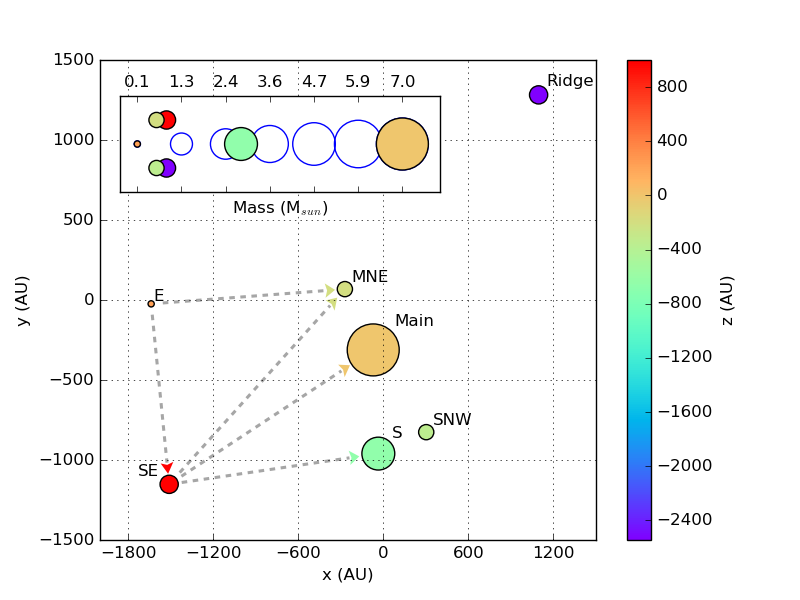 1500
0.1 1.3 2.4 3.6 4.7 5.9 7.0
Ridge
800
1000
400
Mass (M_sun)
0
500
−400
MNE
0
E
Main
−800
z (AU)
y (AU)
−500
−1200
SNW
S
−1600
−1000
SE
−2000
−1500
−2400
−1800 −1200 −600 0 600 1200
x (AU)